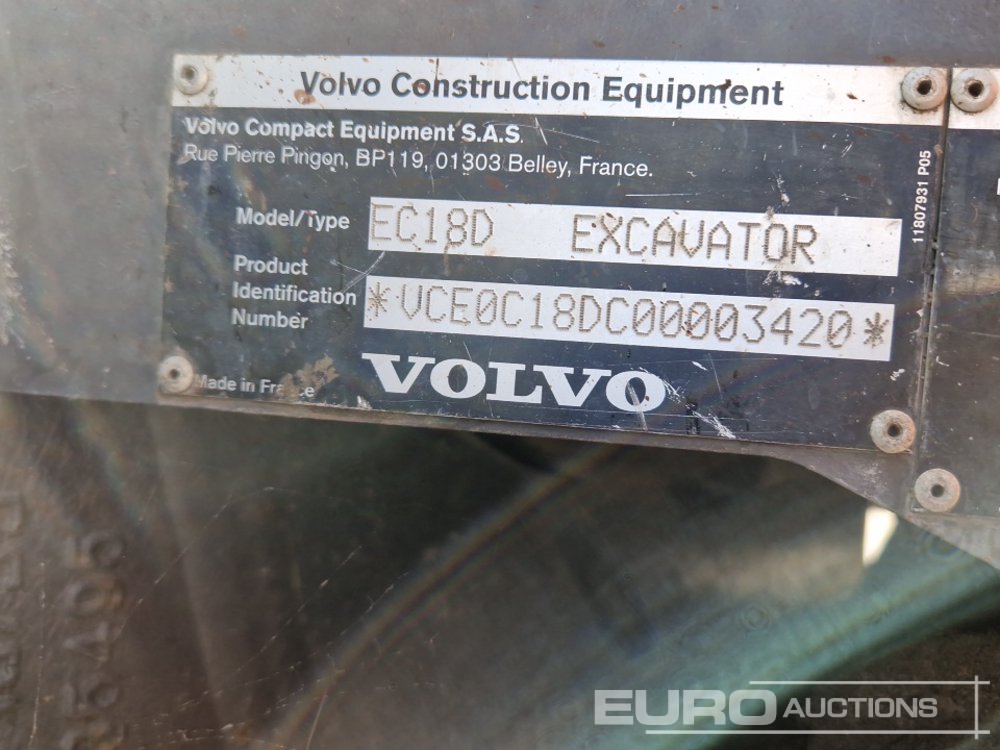 Volvo Construction Equipment
Volvo Compact Equipment S.A.S.
Rue Pierre Pingon, BP119, 01303 Belley, France.
Model/Type EC18D EXCAVATOR
Product
Identification
Number
*VCE0C18DC00003420*
Made in France
VOLVO
11807931 P05
EURO AUCTIONS